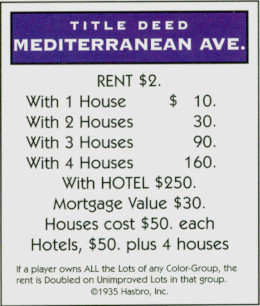 TITLE DEED
MEDITERRANEAN AVE.
RENT $2.
With 1 House $ 10.
With 2 Houses 30.
With 3 Houses 90.
With 4 Houses 160.
With HOTEL $250.
Mortgage Value $30.
Houses cost $50. each
Hotels, $50. plus 4 houses
If a player owns ALL the Lots of any Color-Group, the
rent is Doubled on Unimproved Lots in that group.
©1935 Hasbro, Inc.